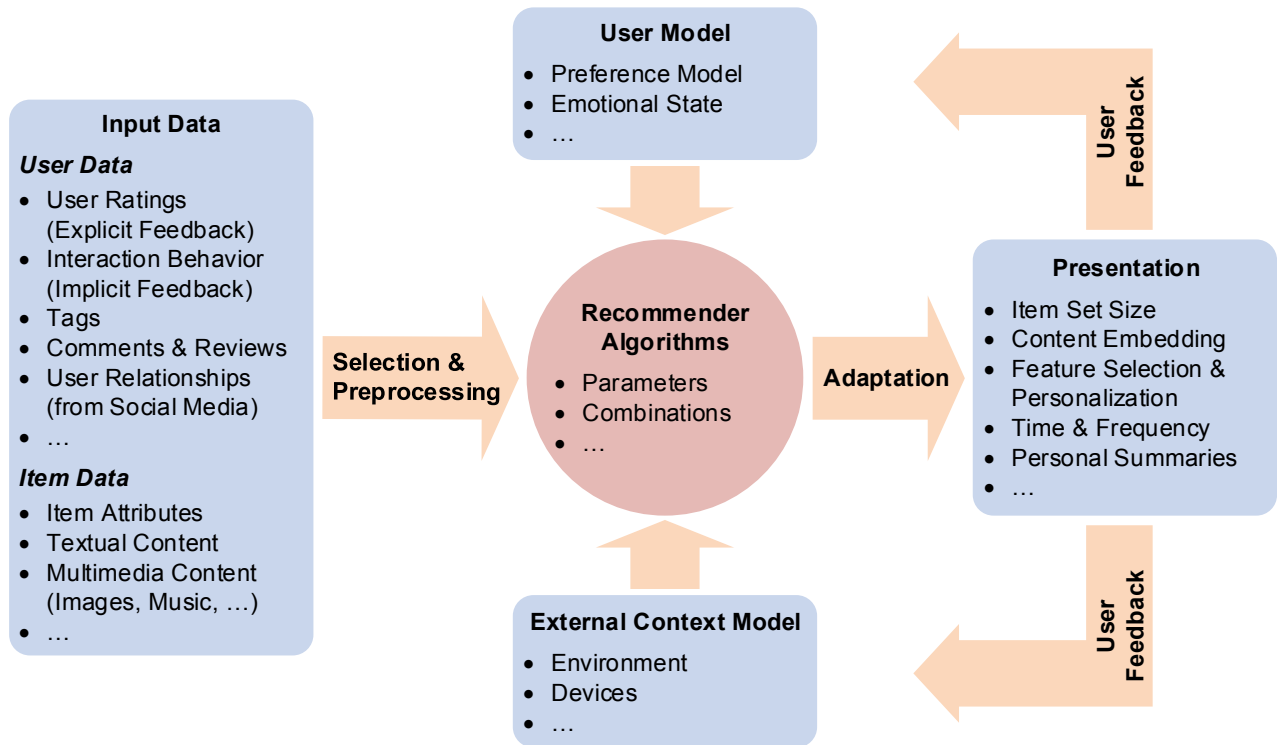 User Model
• Preference Model
• Emotional State
• …
Input Data
User Data
• User Ratings
(Explicit Feedback)
• Interaction Behavior
(Implicit Feedback)
• Tags
• Comments & Reviews
• User Relationships
(from Social Media)
• …
Item Data
• Item Attributes
• Textual Content
• Multimedia Content
(Images, Music, …)
• …
Selection &
Preprocessing
Recommender
Algorithms
• Parameters
• Combinations
• …
Adaptation
User
Feedback
Presentation
• Item Set Size
• Content Embedding
• Feature Selection &
Personalization
• Time & Frequency
• Personal Summaries
• …
User
Feedback
External Context Model
• Environment
• Devices
• …